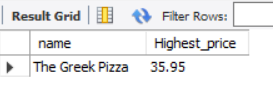 Result Grid Filter Rows:
name Highest_price
The Greek Pizza 35.95